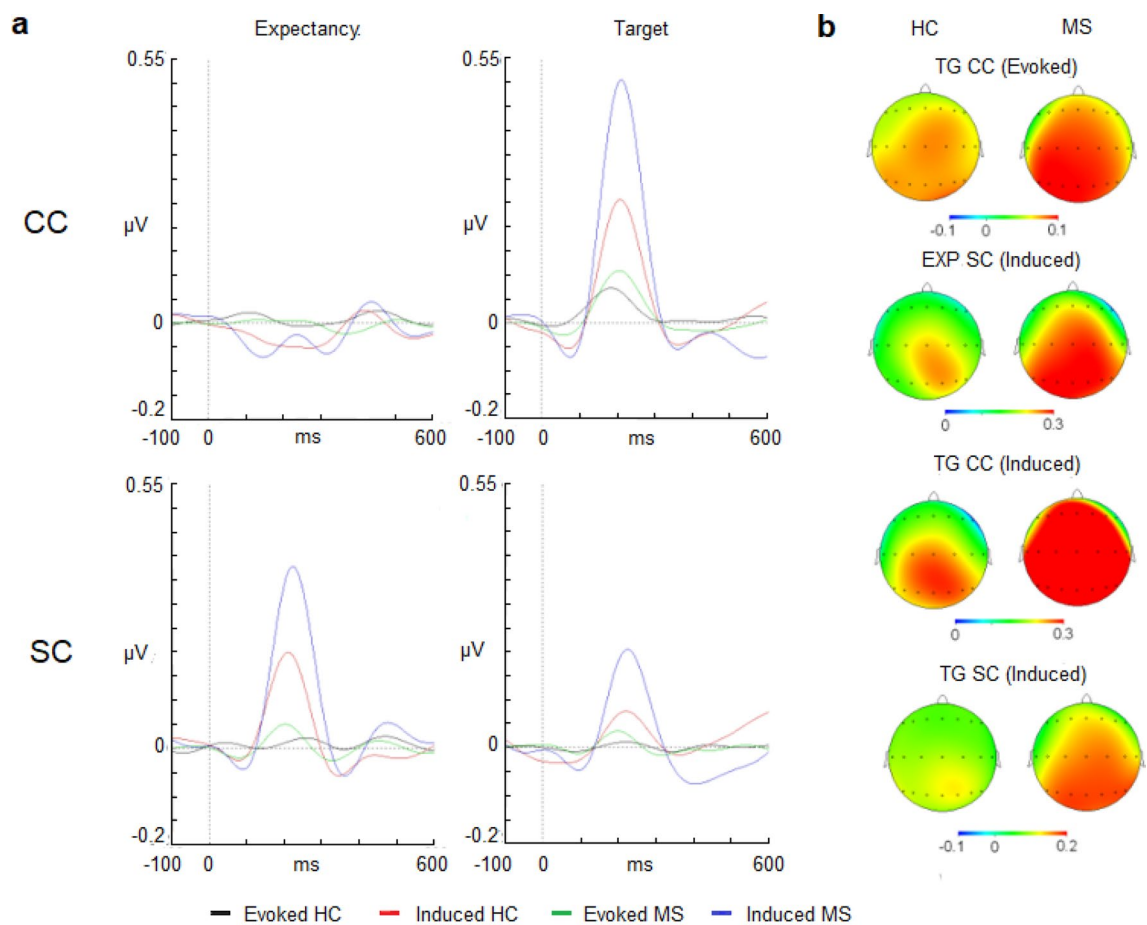 a Expectancy. Target
0.55 0.55
CC µV µV
0 0
-0.2 -0.2
-100 0 ms 600 -100 0 ms 600
0.55 0.55
SC µV µV
0 0
-0.2 -0.2
-100 0 ms 600 -100 0 ms 600
Evoked HC Induced HC Evoked MS Induced MS
b HC MS
TG CC (Evoked)
-0.1 0 0.1
EXP SC (Induced)
0 0.3
TG CC (Induced)
0 0.3
TG SC (Induced)
-0.1 0 0.2